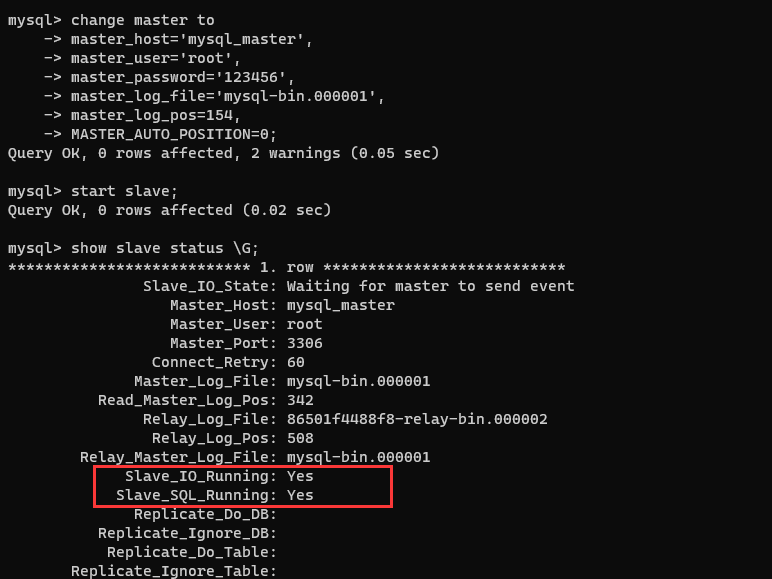 mysql> change master to
    -> master_host='mysql_master',
    -> master_user='root',
    -> master_password='123456',
    -> master_log_file='mysql-bin.000001',
    -> master_log_pos=154,
    -> MASTER_AUTO_POSITION=0;
Query OK, 0 rows affected, 2 warnings (0.05 sec)

mysql> start slave;
Query OK, 0 rows affected (0.02 sec)

mysql> show slave status \G;
*************************** 1. row ***************************
               Slave_IO_State: Waiting for master to send event
                  Master_Host: mysql_master
                  Master_User: root
                  Master_Port: 3306
                Connect_Retry: 60
              Master_Log_File: mysql-bin.000001
          Read_Master_Log_Pos: 342
               Relay_Log_File: 86501f4488f8-relay-bin.000002
                Relay_Log_Pos: 508
        Relay_Master_Log_File: mysql-bin.000001
             Slave_IO_Running: Yes
            Slave_SQL_Running: Yes
              Replicate_Do_DB:
          Replicate_Ignore_DB:
           Replicate_Do_Table:
       Replicate_Ignore_Table: